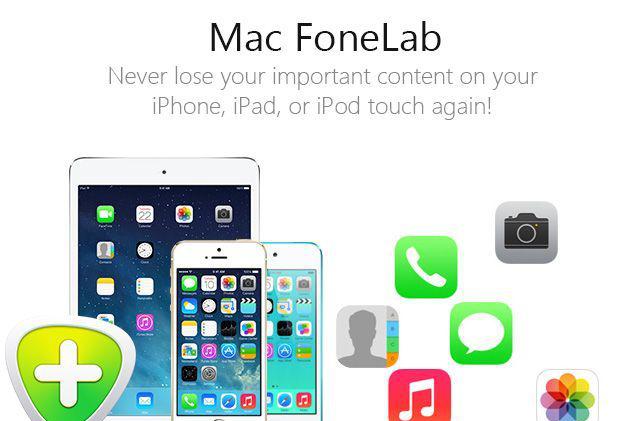 Mac FoneLab
Never lose your important content on your
iPhone, iPad, or iPod touch again!